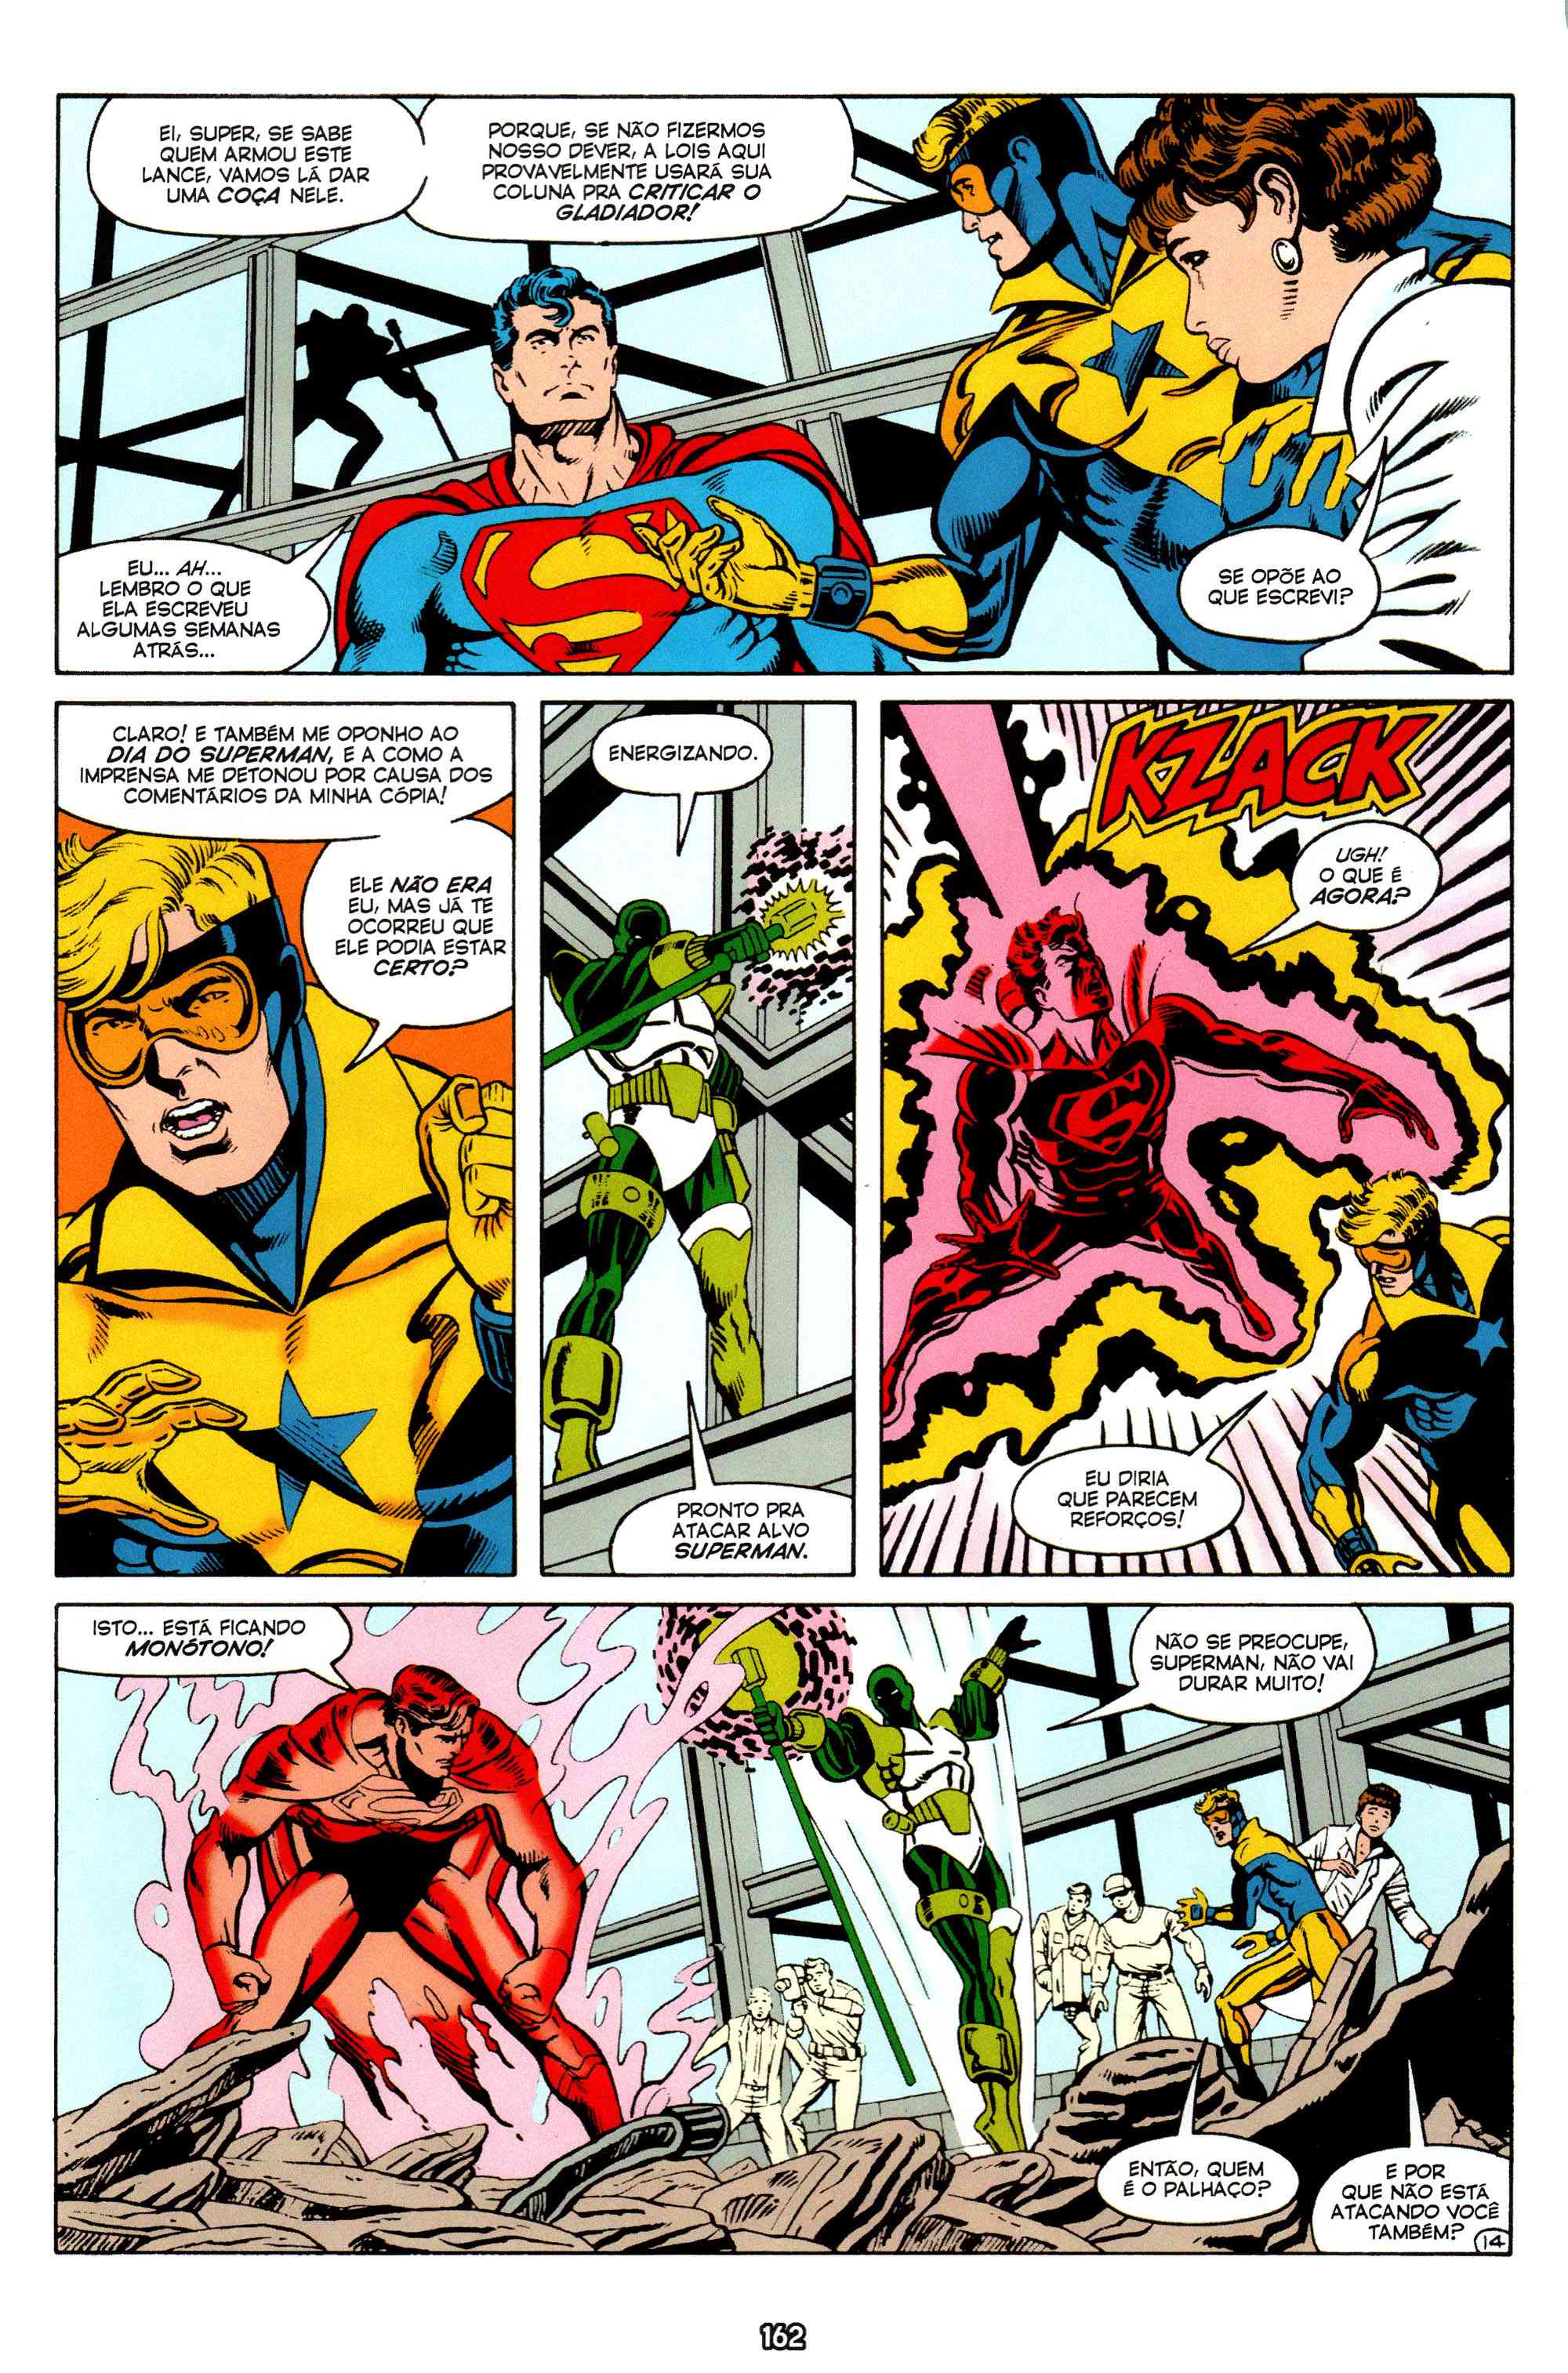 EI, SUPER, SE SABE
QUEM ARMOU ESTE
LANCE, VAMOS LÁ DAR
UMA COÇA NELE.
PORQUE, SE NÃO FIZERMOS
NOSSO DEVER, A LOIS AQUI
PROVAVELMENTE USARÁ SUA
COLUNA PRA CRITICAR O
GLADIADOR!
EU... AH...
LEMBRO O QUE
ELA ESCREVEU
ALGUMAS SEMANAS
ATRÁS...
SE OPÕE AO
QUE ESCREVI?
CLARO! E TAMBÉM ME OPONHO AO
DIA DO SUPERMAN, E A COMO A
IMPRENSA ME DETONOU POR CAUSA DOS
COMENTÁRIOS DA MINHA CÓPIA!
ELE NÃO ERA
EU, MAS JÁ TE
OCORREU QUE
ELE PODIA ESTAR
CERTO?
ENERGIZANDO.
PRONTO PRA
ATACAR ALVO
SUPERMAN.
KZACK
UGH!
O QUE É
AGORA?
EU DIRIA
QUE PARECEM
REFORÇOS!
ISTO... ESTÁ FICANDO
MONÓTONO!
NÃO SE PREOCUPE,
SUPERMAN, NÃO VAI
DURAR MUITO!
ENTÃO, QUEM
É O PALHAÇO?
E POR
QUE NÃO ESTÁ
ATACANDO VOCÊ
TAMBÉM?
14
162